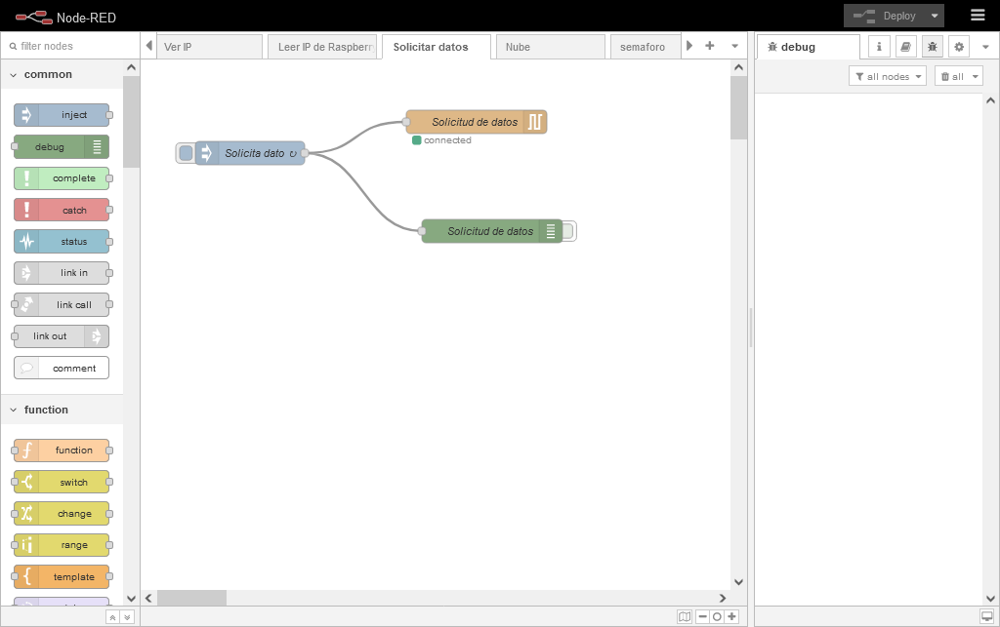 Node-RED
Deploy
filter nodes
Ver IP
Leer IP de Raspberr
Solicitar datos
Nube
semaforo
debug
all nodes
all
common
inject
debug
complete
catch
status
link in
link call
link out
comment
function
function
switch
change
range
template
Solicita dato ↻
Solicitud de datos
connected
Solicitud de datos